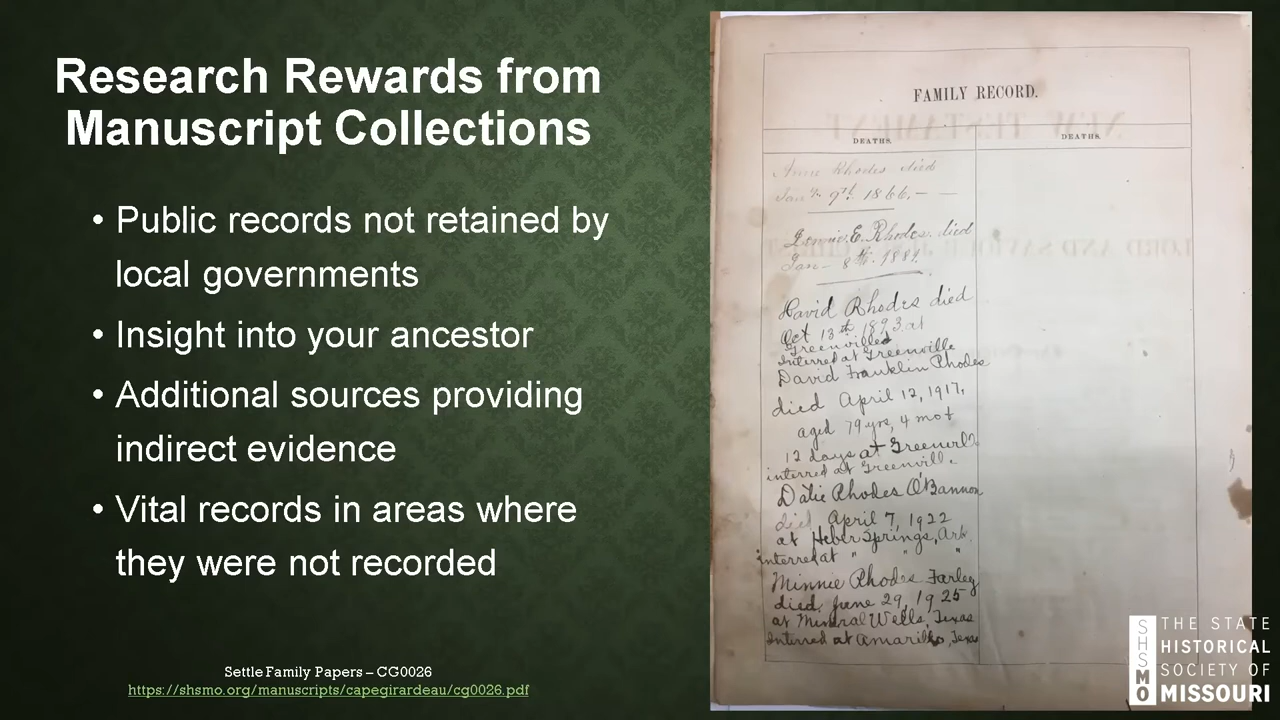 Research Rewards from
Manuscript Collections
• Public records not retained by
local governments
• Insight into your ancestor
• Additional sources providing
indirect evidence
• Vital records in areas where
they were not recorded
Settle Family Papers – CG0026
https://shsmo.org/manuscripts/capegirardeau/cg0026.pdf
FAMILY RECORD.
DEATHS.
DEATHS.
Rhodes died
Jan 9th 1866.
E. Rhodes. died
Jan 8th
David Rhodes died
Oct 13th 1893 at
Greenville
Interred at Greenville
David Franklin Rhodes
died April 12, 1917,
aged 79 yrs, 4 mo +
12 days at
interred at Greenville
Rhodes O'Bannon
died April 7, 1922
at Heber Springs, Ark.
interred at " " "
Minnie Rhodes Farley
died, June 29, 1925
at Mineral Wells, Texas
Interred at Amarillo, Texas
SHSMO
THE STATE
HISTORICAL
SOCIETY OF
MISSOURI